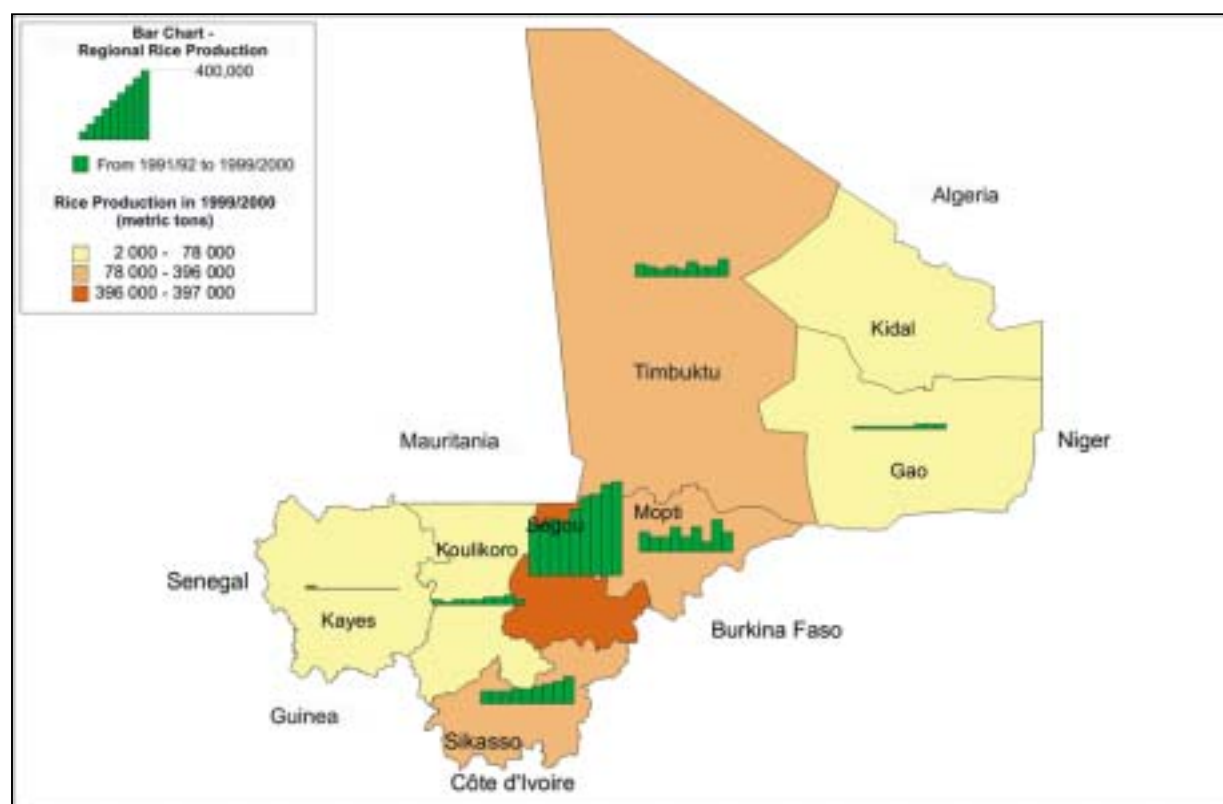 Bar Chart -
Regional Rice Production
400,000
From 1991/92 to 1999/2000
Rice Production in 1999/2000
(metric tons)
2 000 - 78 000
78 000 - 396 000
396 000 - 397 000
Algeria
Kidal
Timbuktu
Mauritania
Niger
Gao
Mopti
Segou
Koulikoro
Senegal
Kayes
Burkina Faso
Guinea
Sikasso
Côte d'Ivoire